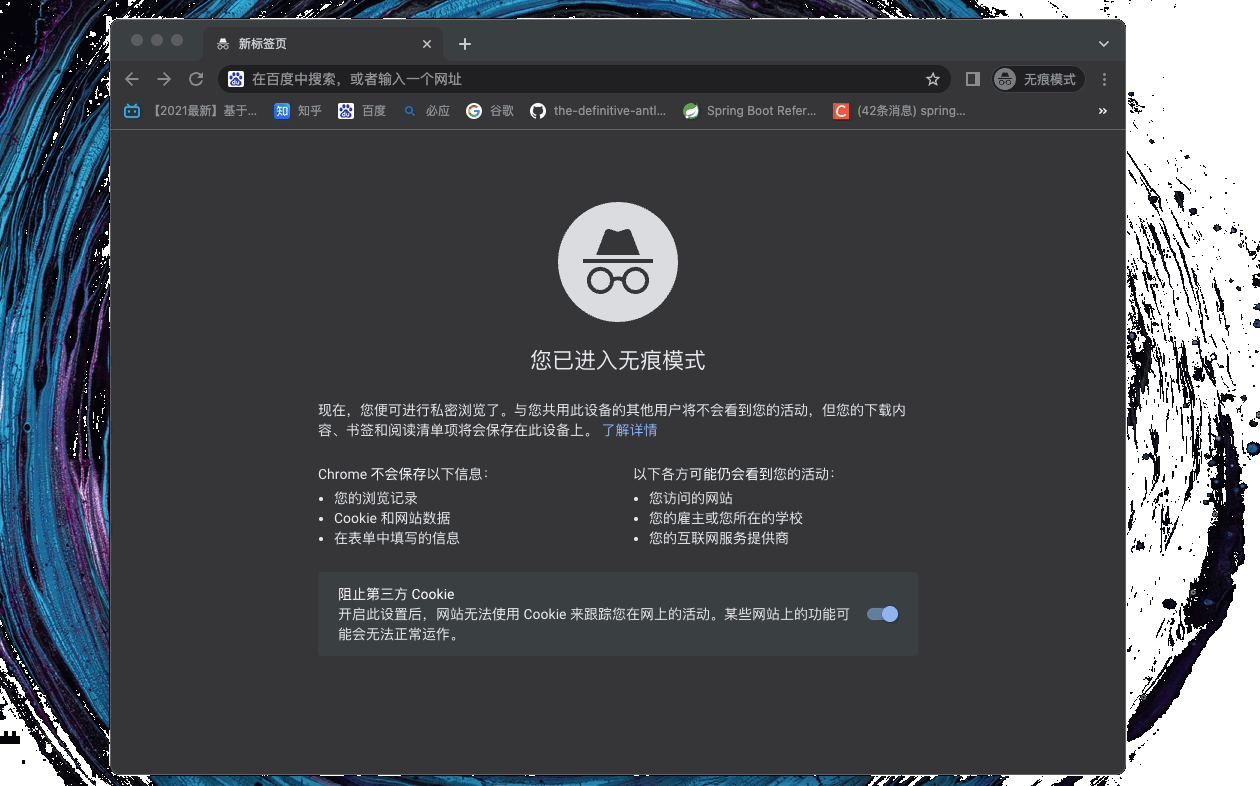 新标签页
在百度中搜索，或者输入一个网址
无痕模式
【2021最新】基于... 知 知乎 百度 必应 谷歌 the-definitive-antl... Spring Boot Refer... C (42条消息) spring... »
您已进入无痕模式
现在，您便可进行私密浏览了。与您共用此设备的其他用户将不会看到您的活动，但您的下载内
容、书签和阅读清单项将会保存在此设备上。 了解详情
Chrome 不会保存以下信息：
• 您的浏览记录
• Cookie 和网站数据
• 在表单中填写的信息
以下各方可能仍会看到您的活动：
• 您访问的网站
• 您的雇主或您所在的学校
• 您的互联网服务提供商
阻止第三方 Cookie
开启此设置后，网站无法使用 Cookie 来跟踪您在网上的活动。某些网站上的功能可
能会无法正常运作。